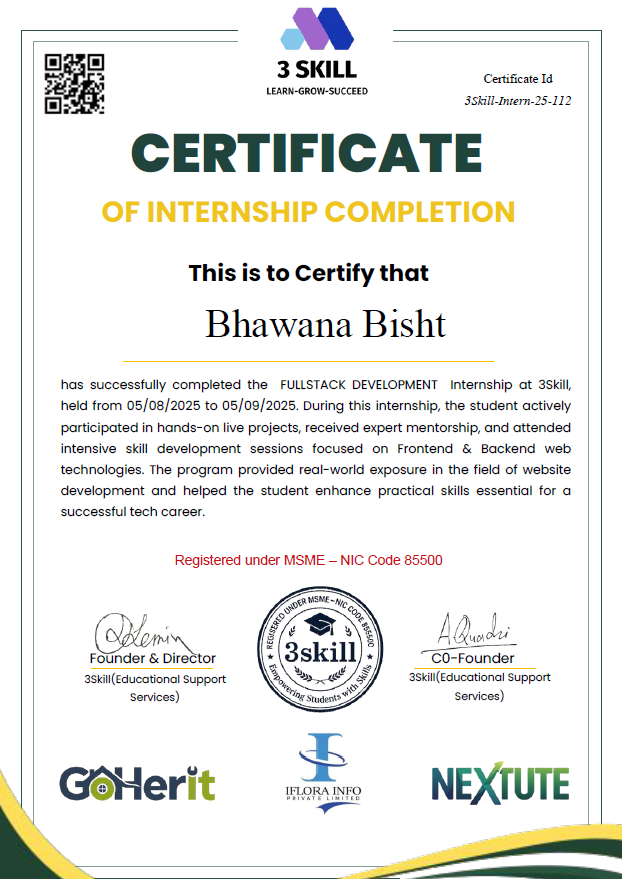 3 SKILL
LEARN-GROW-SUCCEED
Certificate Id
3Skill-Intern-25-112
CERTIFICATE
OF INTERNSHIP COMPLETION
This is to Certify that
Bhawana Bisht
has successfully completed the FULLSTACK DEVELOPMENT Internship at 3Skill,
held from 05/08/2025 to 05/09/2025. During this internship, the student actively
participated in hands-on live projects, received expert mentorship, and attended
intensive skill development sessions focused on Frontend & Backend web
technologies. The program provided real-world exposure in the field of website
development and helped the student enhance practical skills essential for a
successful tech career.
Registered under MSME – NIC Code 85500
REGISTERED UNDER MSME–NIC CODE 85500
3skill
Empowering Students with Skills
Founder & Director
3Skill(Educational Support
Services)
A.Quadri
C0-Founder
3Skill(Educational Support
Services)
GoHerit
IFLORA INFO
PRIVATE LIMITED
NEXTUTE